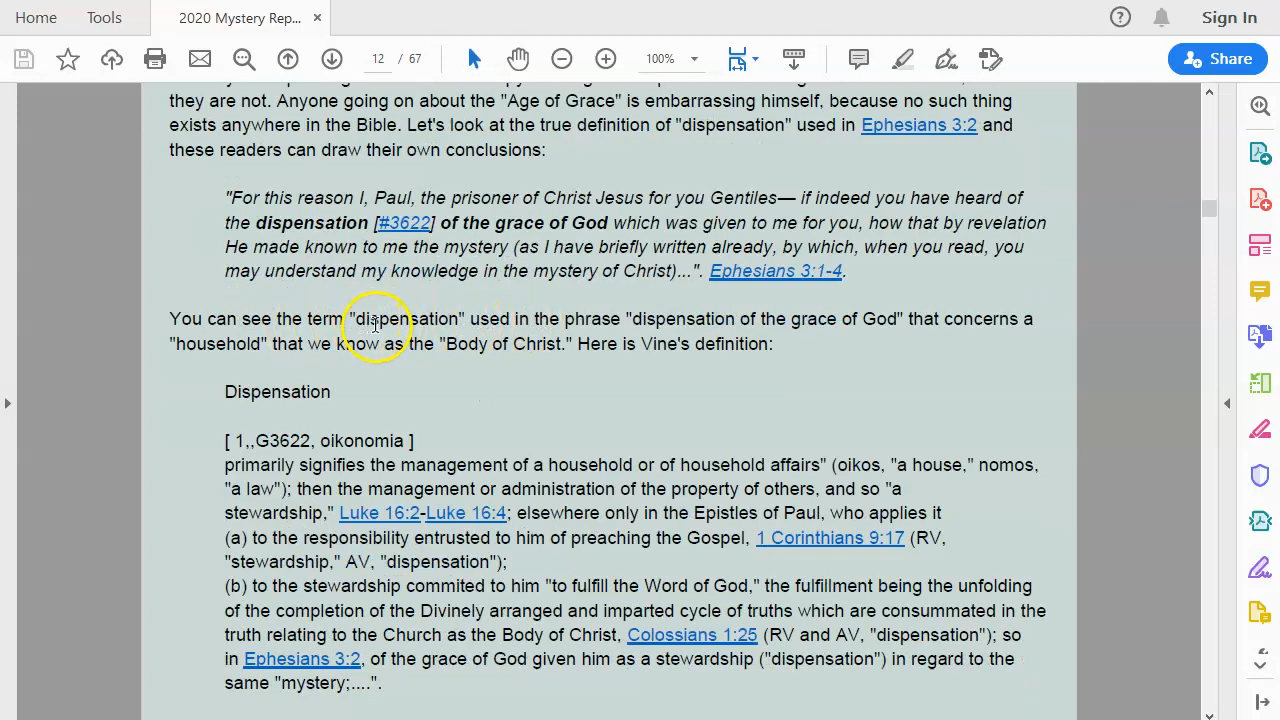 Home Tools 2020 Mystery Rep... × Sign In
12 / 67 100% Share
they are not. Anyone going on about the "Age of Grace" is embarrassing himself, because no such thing
exists anywhere in the Bible. Let's look at the true definition of "dispensation" used in Ephesians 3:2 and
these readers can draw their own conclusions:
"For this reason I, Paul, the prisoner of Christ Jesus for you Gentiles— if indeed you have heard of
the dispensation [#3622] of the grace of God which was given to me for you, how that by revelation
He made known to me the mystery (as I have briefly written already, by which, when you read, you
may understand my knowledge in the mystery of Christ)...". Ephesians 3:1-4.
You can see the term "dispensation" used in the phrase "dispensation of the grace of God" that concerns a
"household" that we know as the "Body of Christ." Here is Vine's definition:
Dispensation
[ 1,,G3622, oikonomia ]
primarily signifies the management of a household or of household affairs" (oikos, "a house," nomos,
"a law"); then the management or administration of the property of others, and so "a
stewardship," Luke 16:2-Luke 16:4; elsewhere only in the Epistles of Paul, who applies it
(a) to the responsibility entrusted to him of preaching the Gospel, 1 Corinthians 9:17 (RV,
"stewardship," AV, "dispensation");
(b) to the stewardship commited to him "to fulfill the Word of God," the fulfillment being the unfolding
of the completion of the Divinely arranged and imparted cycle of truths which are consummated in the
truth relating to the Church as the Body of Christ, Colossians 1:25 (RV and AV, "dispensation"); so
in Ephesians 3:2, of the grace of God given him as a stewardship ("dispensation") in regard to the
same "mystery;....".